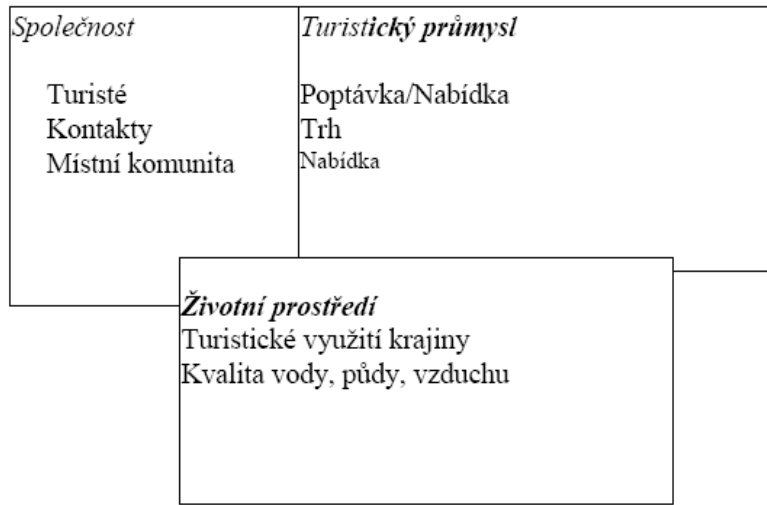 Společnost
Turisté
Kontakty
Místní komunita
Turistický průmysl
Poptávka/Nabídka
Trh
Nabídka
Životní prostředí
Turistické využití krajiny
Kvalita vody, půdy, vzduchu